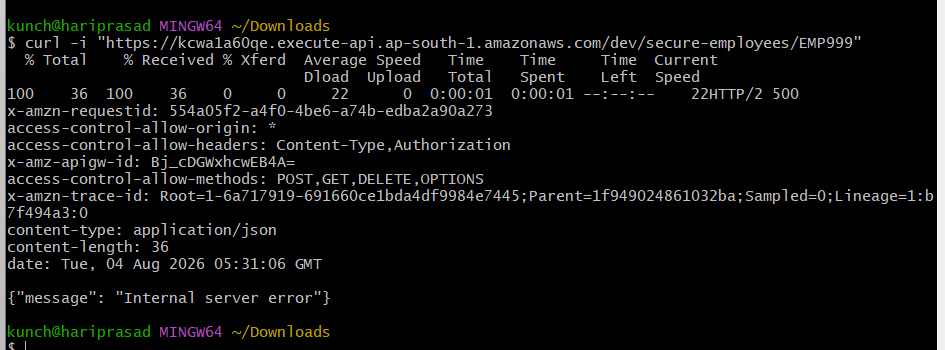 kunch@hariprasad MINGW64 ~/Downloads
$ curl -i "https://kcwa1a60qe.execute-api.ap-south-1.amazonaws.com/dev/secure-employees/EMP999"
  % Total    % Received % Xferd  Average Speed   Time    Time     Time  Current
                                 Dload  Upload   Total   Spent    Left  Speed
100    36  100    36    0     0     22      0  0:00:01  0:00:01 --:--:--    22HTTP/2 500
x-amzn-requestid: 554a05f2-a4f0-4be6-a74b-edba2a90a273
access-control-allow-origin: *
access-control-allow-headers: Content-Type,Authorization
x-amz-apigw-id: Bj_cDGWxhcwEB4A=
access-control-allow-methods: POST,GET,DELETE,OPTIONS
x-amzn-trace-id: Root=1-6a717919-691660ce1bda4df9984e7445;Parent=1f949024861032ba;Sampled=0;Lineage=1:b
7f494a3:0
content-type: application/json
content-length: 36
date: Tue, 04 Aug 2026 05:31:06 GMT

{"message": "Internal server error"}

kunch@hariprasad MINGW64 ~/Downloads
$